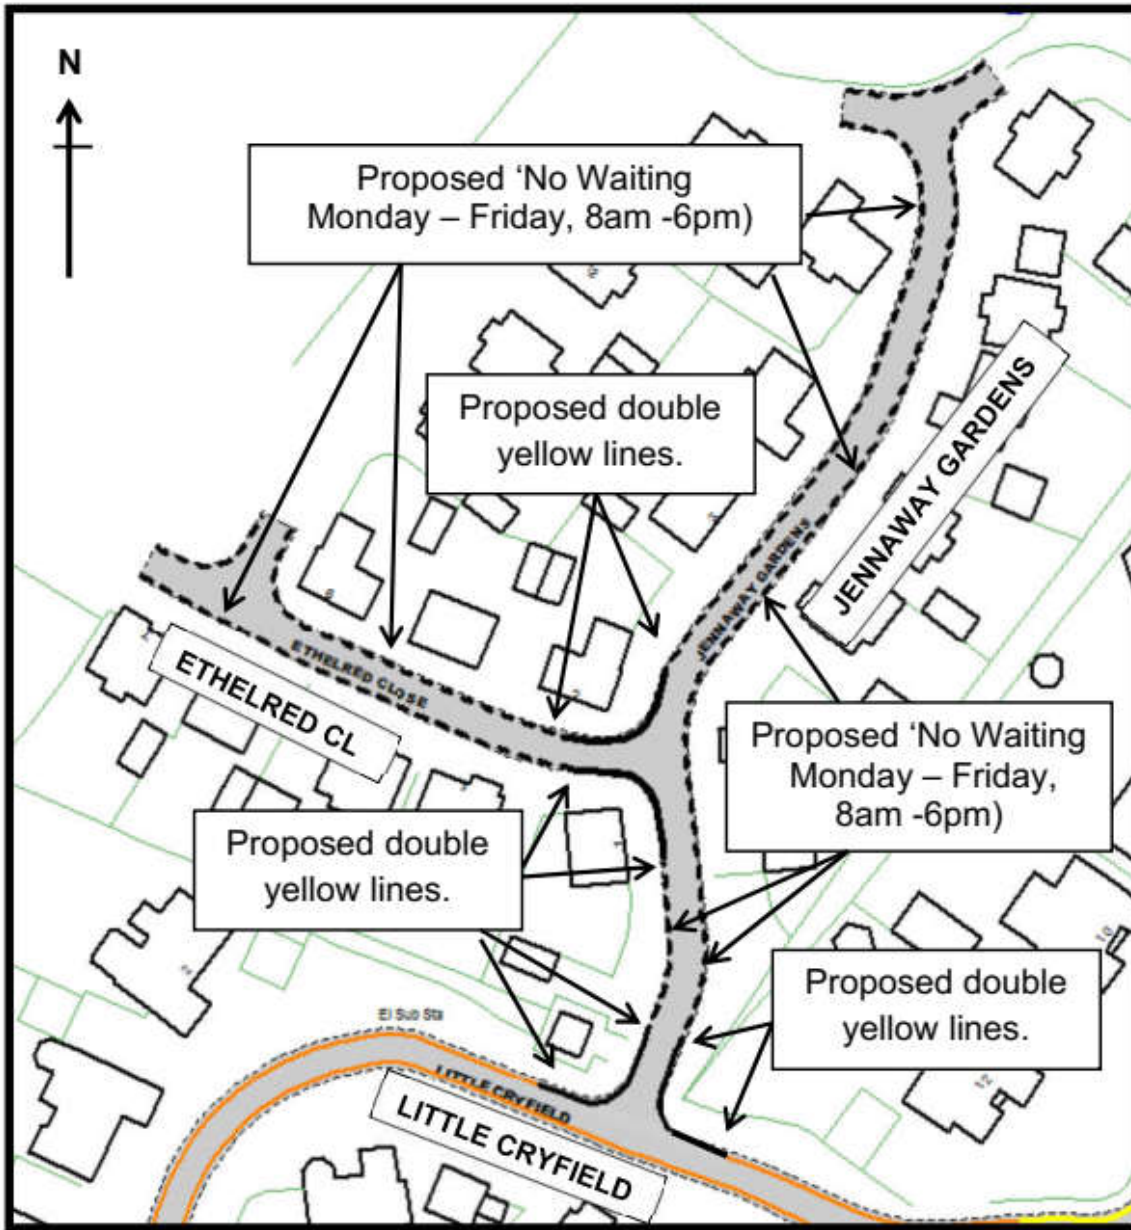 N
Proposed ‘No Waiting
Monday – Friday, 8am -6pm)
Proposed double
yellow lines.
JENNAWAY GARDENS
JENNAWAY GARDENS
ETHELRED CLOSE
ETHELRED CL
Proposed ‘No Waiting
Monday – Friday,
8am -6pm)
Proposed double
yellow lines.
Proposed double
yellow lines.
El Sub Sta
LITTLE CRYFIELD
LITTLE CRYFIELD
10
12